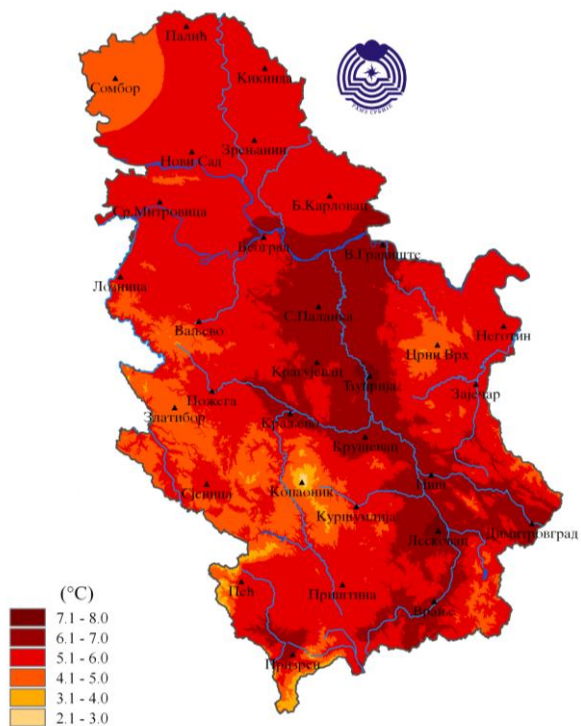 Палић
Кикинда
Сомбор
Зрењанин
Нови Сад
Ср.Митровица
Б.Карловац
Београд
В.Градиште
Лозница
С.Паланка
Ваљево
Неготин
Црни Врх
Крагујевац
Ћуприја
Зајечар
Пожега
Златибор
Краљево
Крушевац
Ниш
Копаоник
Сјеница
Куршумлија
Димитровград
Лесковац
Пећ
Приштина
Врање
Призрен
(°C)
7.1 - 8.0
6.1 - 7.0
5.1 - 6.0
4.1 - 5.0
3.1 - 4.0
2.1 - 3.0